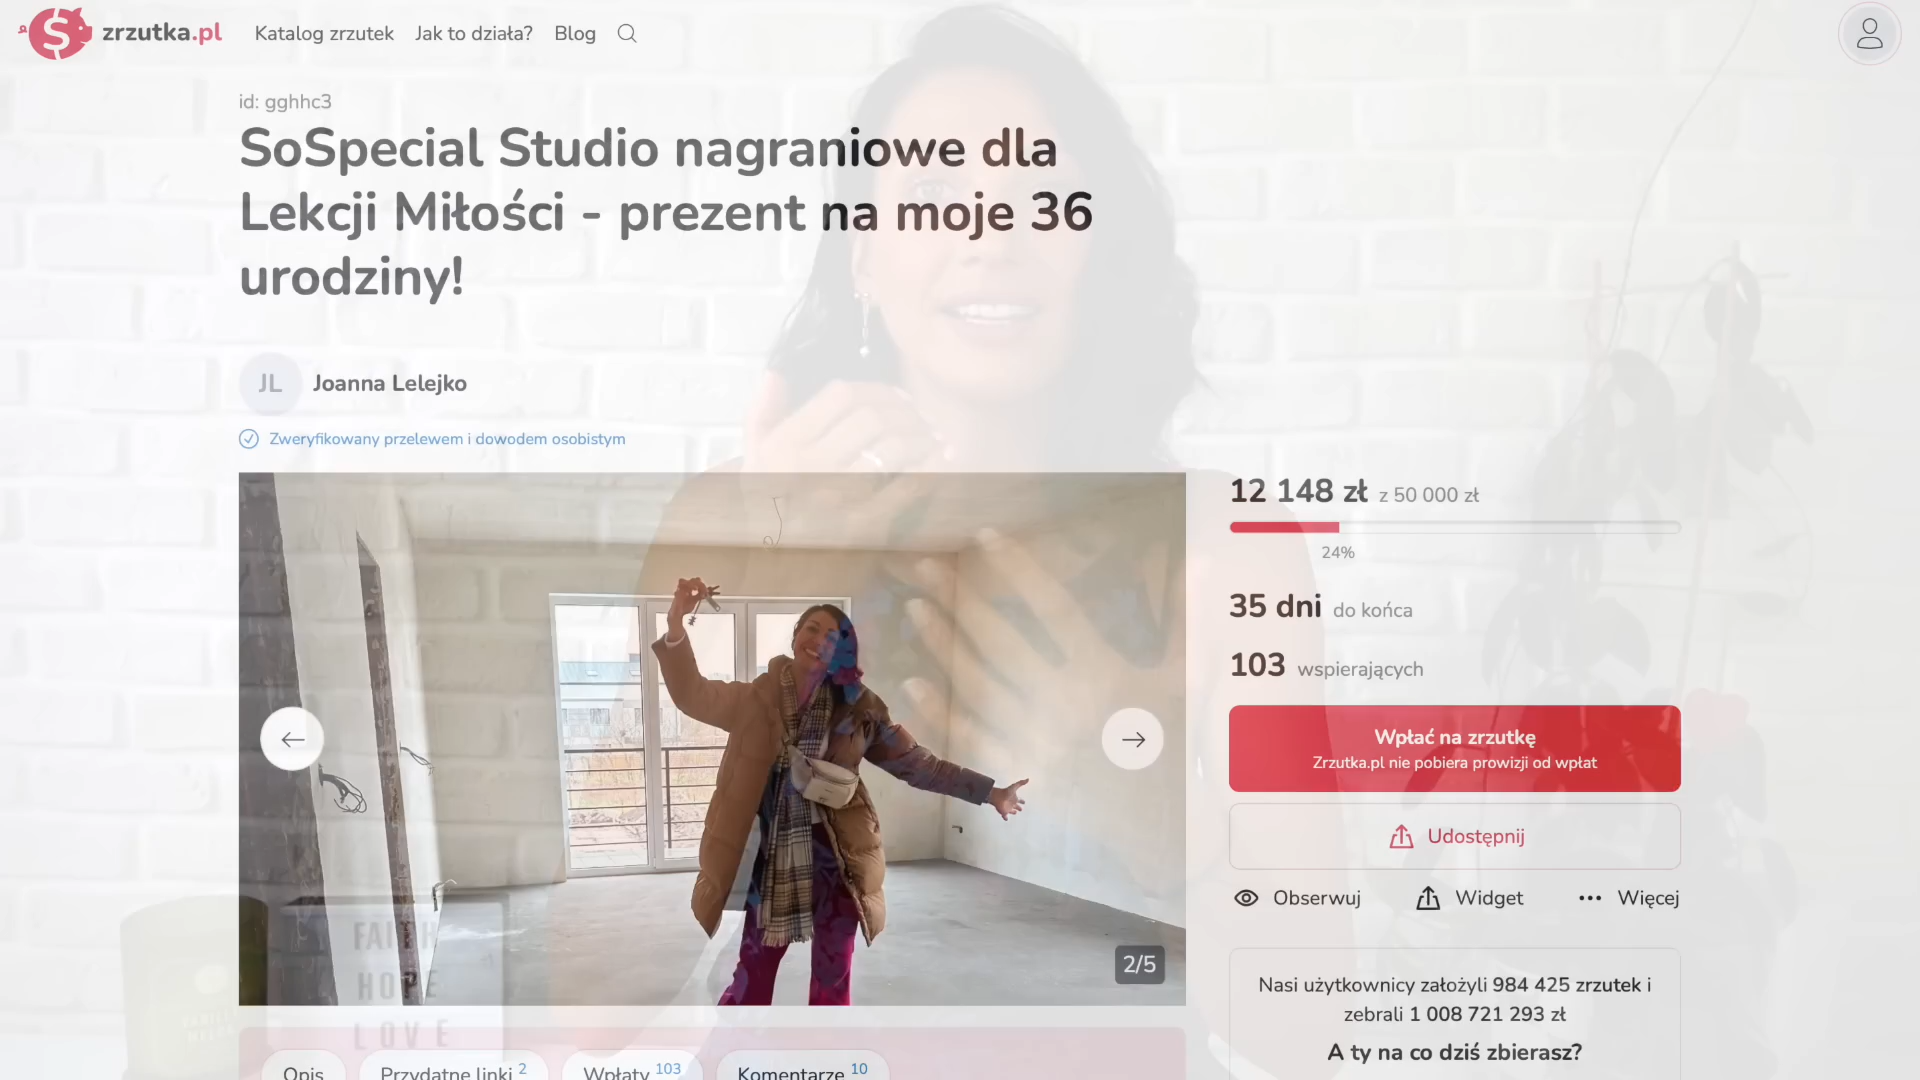 zrzutka.pl Katalog zrzutek Jak to działa? Blog
id: gghhc3
SoSpecial Studio nagraniowe dla
Lekcji Miłości - prezent na moje 36
urodziny!
JL Joanna Lelejko
Zweryfikowany przelewem i dowodem osobistym
12 148 zł z 50 000 zł
24%
35 dni do końca
103 wspierających
Wpłać na zrzutkę
Zrzutka.pl nie pobiera prowizji od wpłat
Udostępnij
Obserwuj Widget Więcej
2/5
Nasi użytkownicy założyli 984 425 zrzutek i
zebrali 1 008 721 293 zł
A ty na co dziś zbierasz?
Opis Przydatne linki 2 Wpłaty 103 Komentarze 10
FAITH
HOPE
LOVE